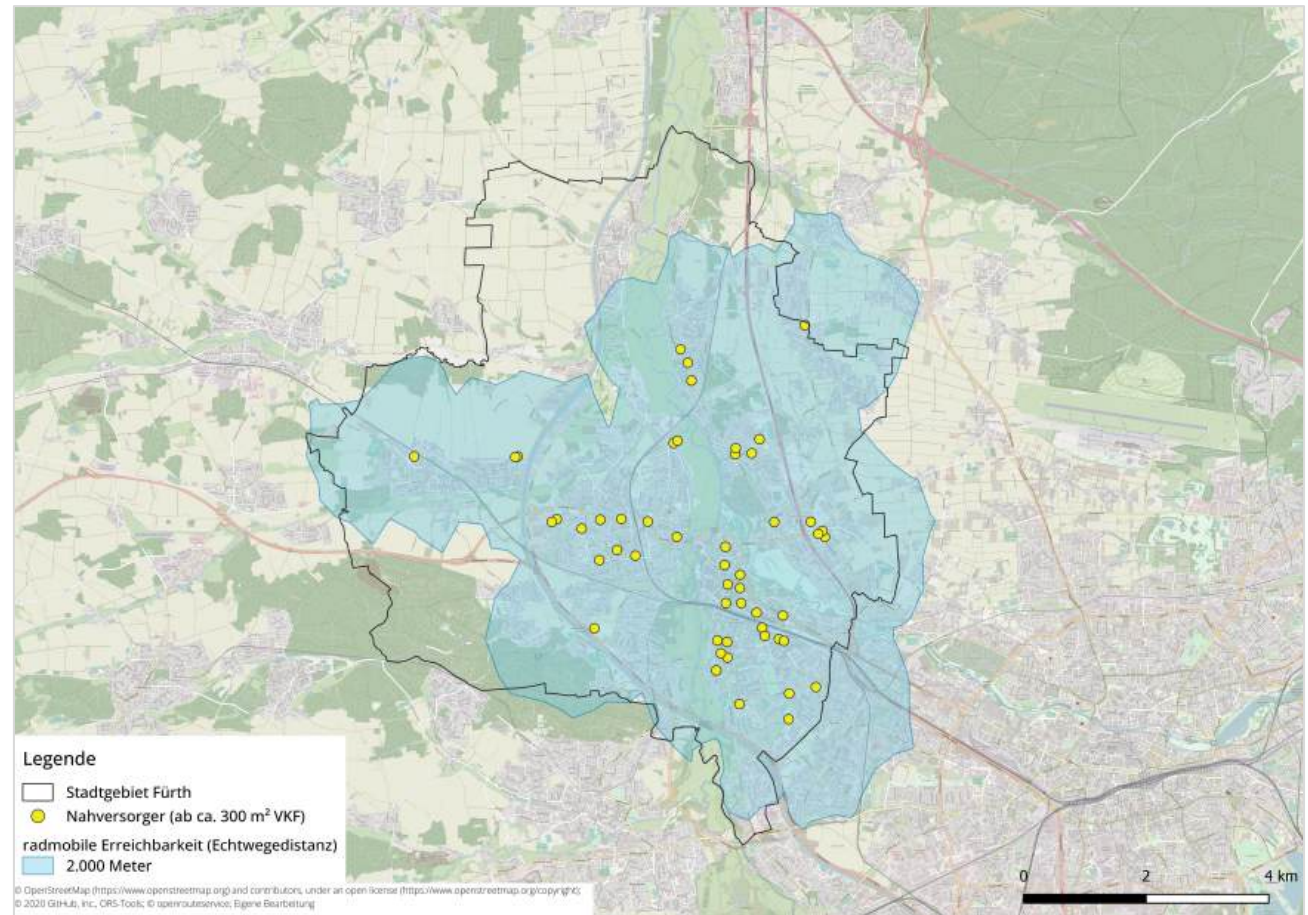 Legende
Stadtgebiet Fürth
Nahversorger (ab ca. 300 m² VKF)
radmobile Erreichbarkeit (Echtwegedistanz)
2.000 Meter
© OpenStreetMap (https://www.openstreetmap.org) and contributors, under an open license (https://www.openstreetmap.org/copyright);
© 2020 GitHub, Inc., ORS-Tools; © openrouteservice; Eigene Bearbeitung
0 2 4 km